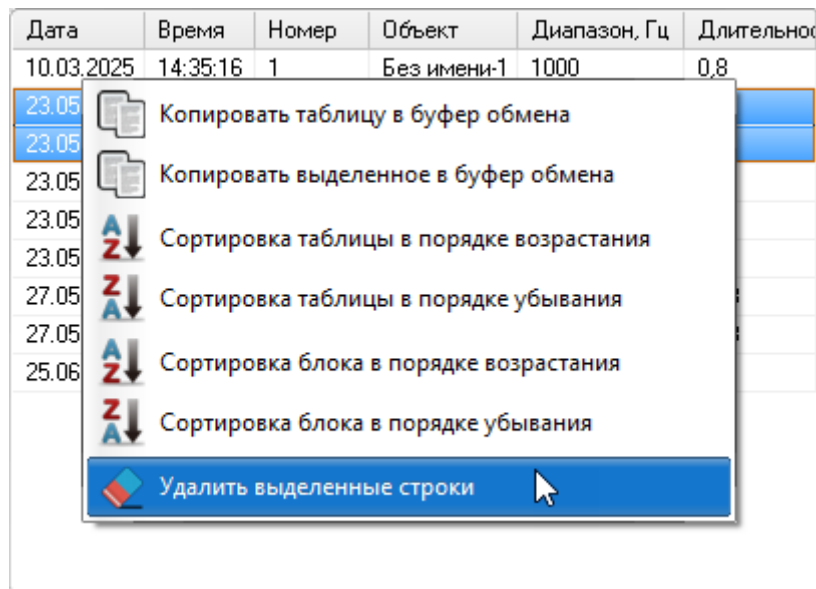 Дата Время Номер Объект Диапазон, Гц Длительнос
10.03.2025 14:35:16 1 Без имени-1 1000 0,8
23.05
Копировать таблицу в буфер обмена
23.05
23.05
Копировать выделенное в буфер обмена
23.05
Сортировка таблицы в порядке возрастания
23.05
27.05
Сортировка таблицы в порядке убывания
27.05
25.06
Сортировка блока в порядке возрастания
Сортировка блока в порядке убывания
Удалить выделенные строки